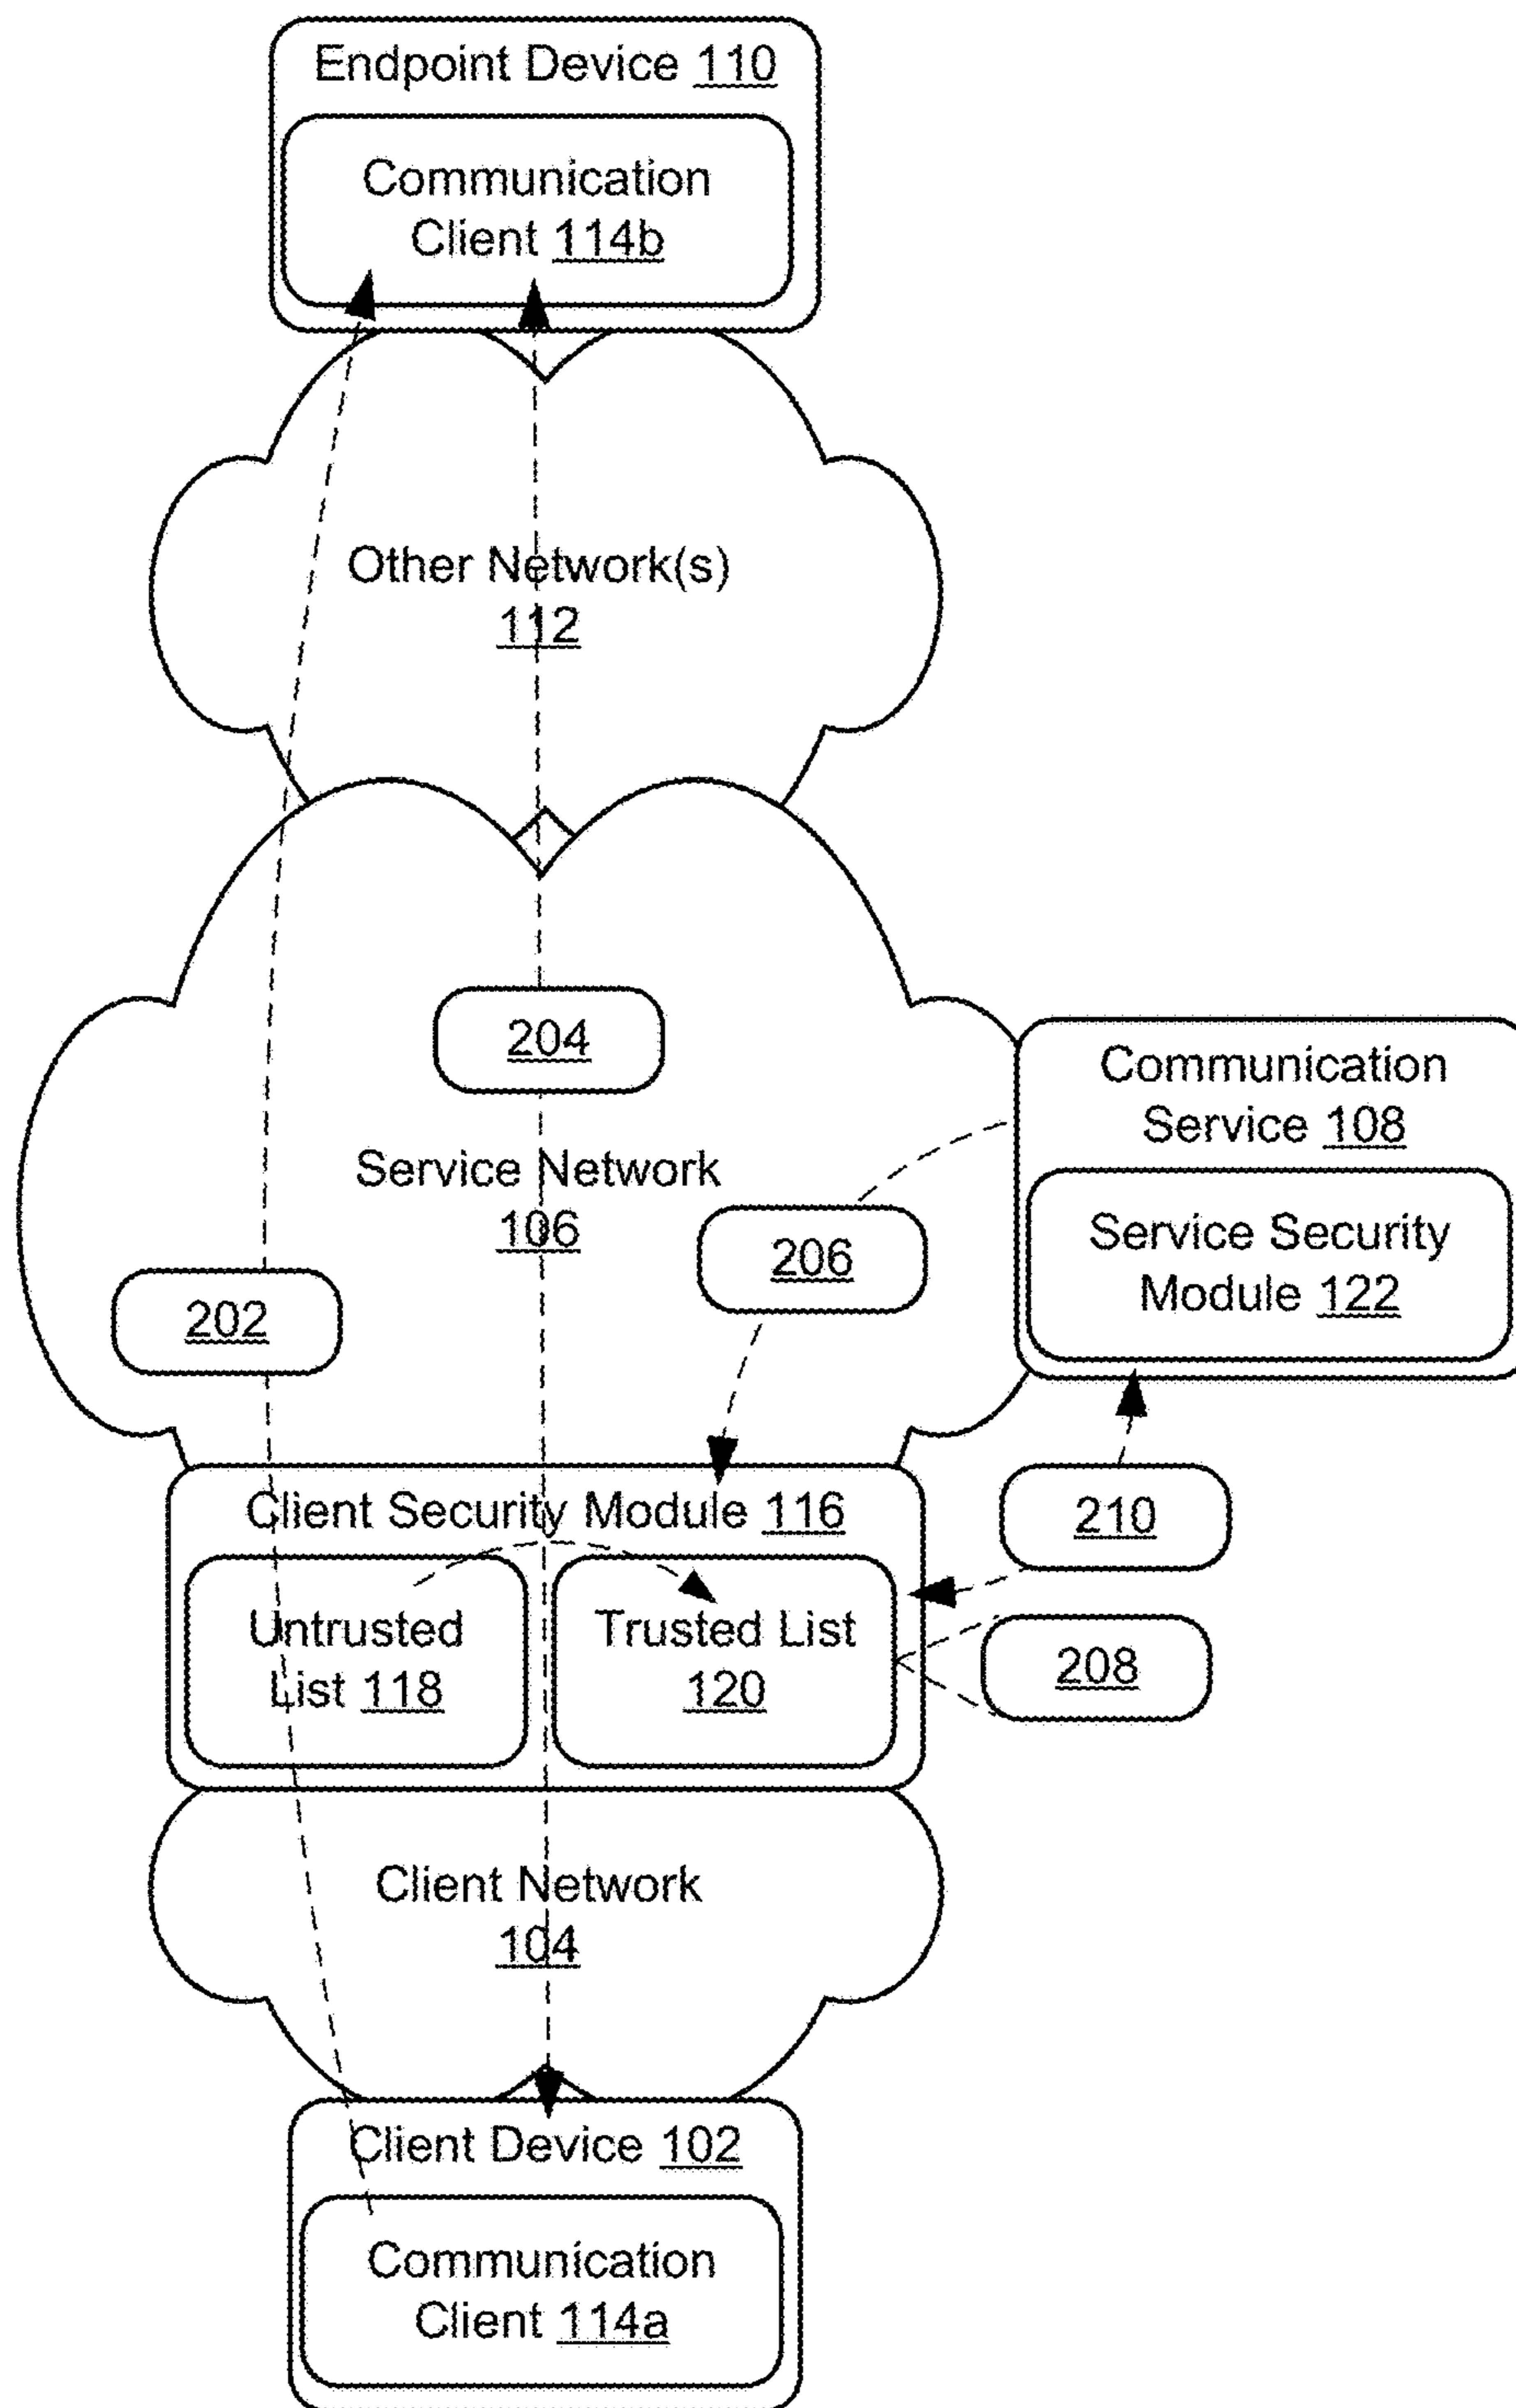 Endpoint Device 110
Communication
Client 114b
Other Network(s)
112
204
Communication
Service 108
Service Network
106
206
Service Security
Module 122
202
Client Security Module 116
210
Untrusted
List 118
Trusted List
120
208
Client Network
104
Client Device 102
Communication
Client 114a